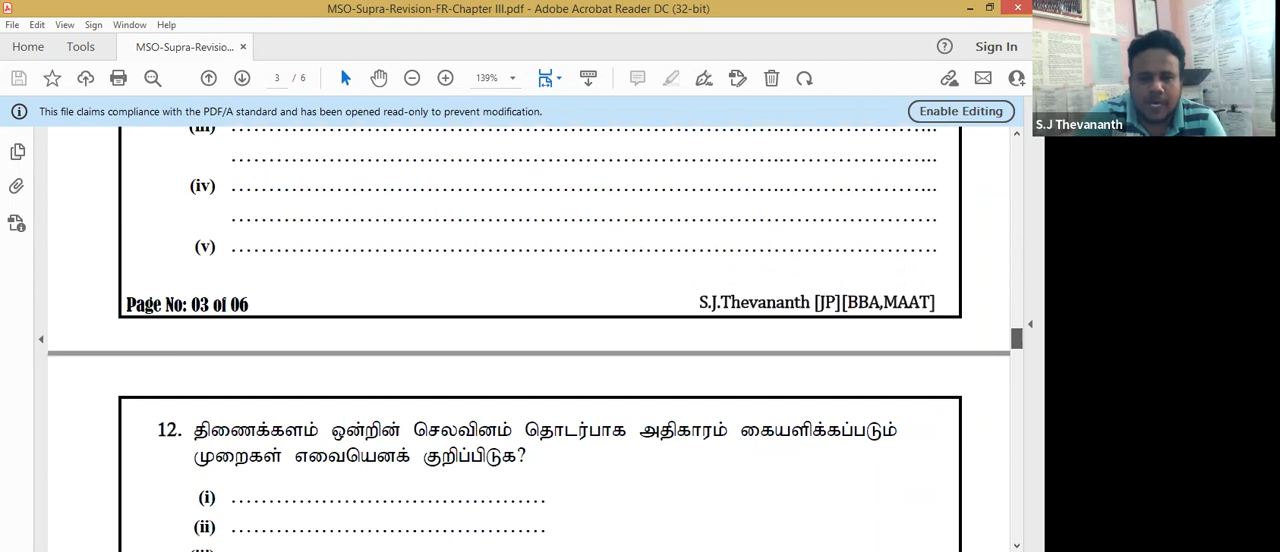 MSO-Supra-Revision-FR-Chapter III.pdf - Adobe Acrobat Reader DC (32-bit)
File Edit View Sign Window Help
Home Tools MSO-Supra-Revisio... × Sign In
3 / 6 139%
This file claims compliance with the PDF/A standard and has been opened read-only to prevent modification. Enable Editing
S.J Thevananth
(iii) ..........................................................................................
..........................................................................................
(iv) ..........................................................................................
..........................................................................................
(v) ..........................................................................................
Page No: 03 of 06 S.J.Thevananth [JP][BBA,MAAT]
12. திணைக்களம் ஒன்றின் செலவினம் தொடர்பாக அதிகாரம் கையளிக்கப்படும்
முறைகள் எவையெனக் குறிப்பிடுக?
(i) ..........................................
(ii) ..........................................